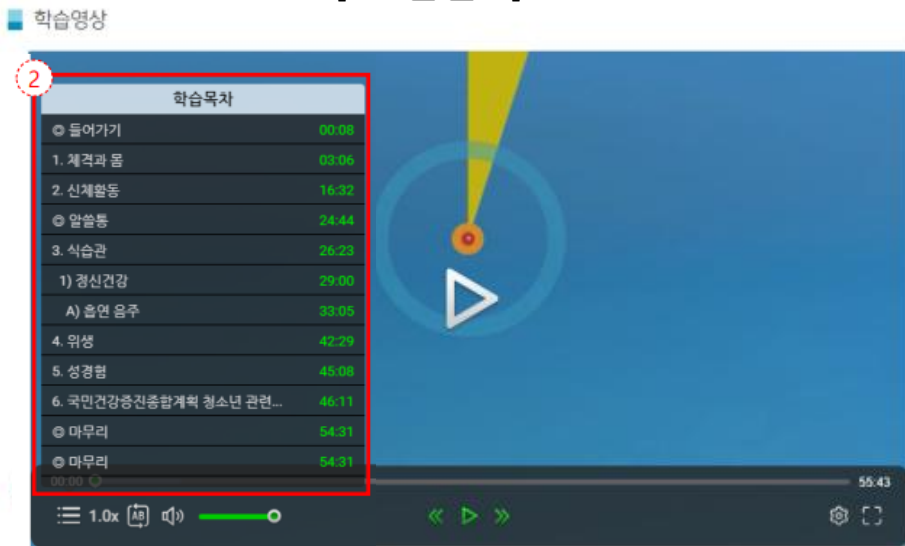 학습영상
2
학습목차
◎ 들어가기 00:08
1. 체격과 몸 03:06
2. 신체활동 16:32
◎ 알쓸통 24:44
3. 식습관 26:23
1) 정신건강 29:00
A) 흡연 음주 33:05
4. 위생 42:29
5. 성경험 45:08
6. 국민건강증진종합계획 청소년 관련... 46:11
◎ 마무리 54:31
◎ 마무리 54:31
00:00 55:43
1.0x AB